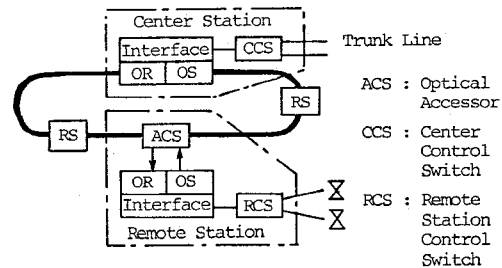 Center Station
Interface
CCS
Trunk Line
OR
OS
RS
ACS : Optical
Accessor
RS
ACS
CCS : Center
Control
Switch
OR
OS
Interface
RCS
RCS : Remote
Station
Control
Switch
Remote Station